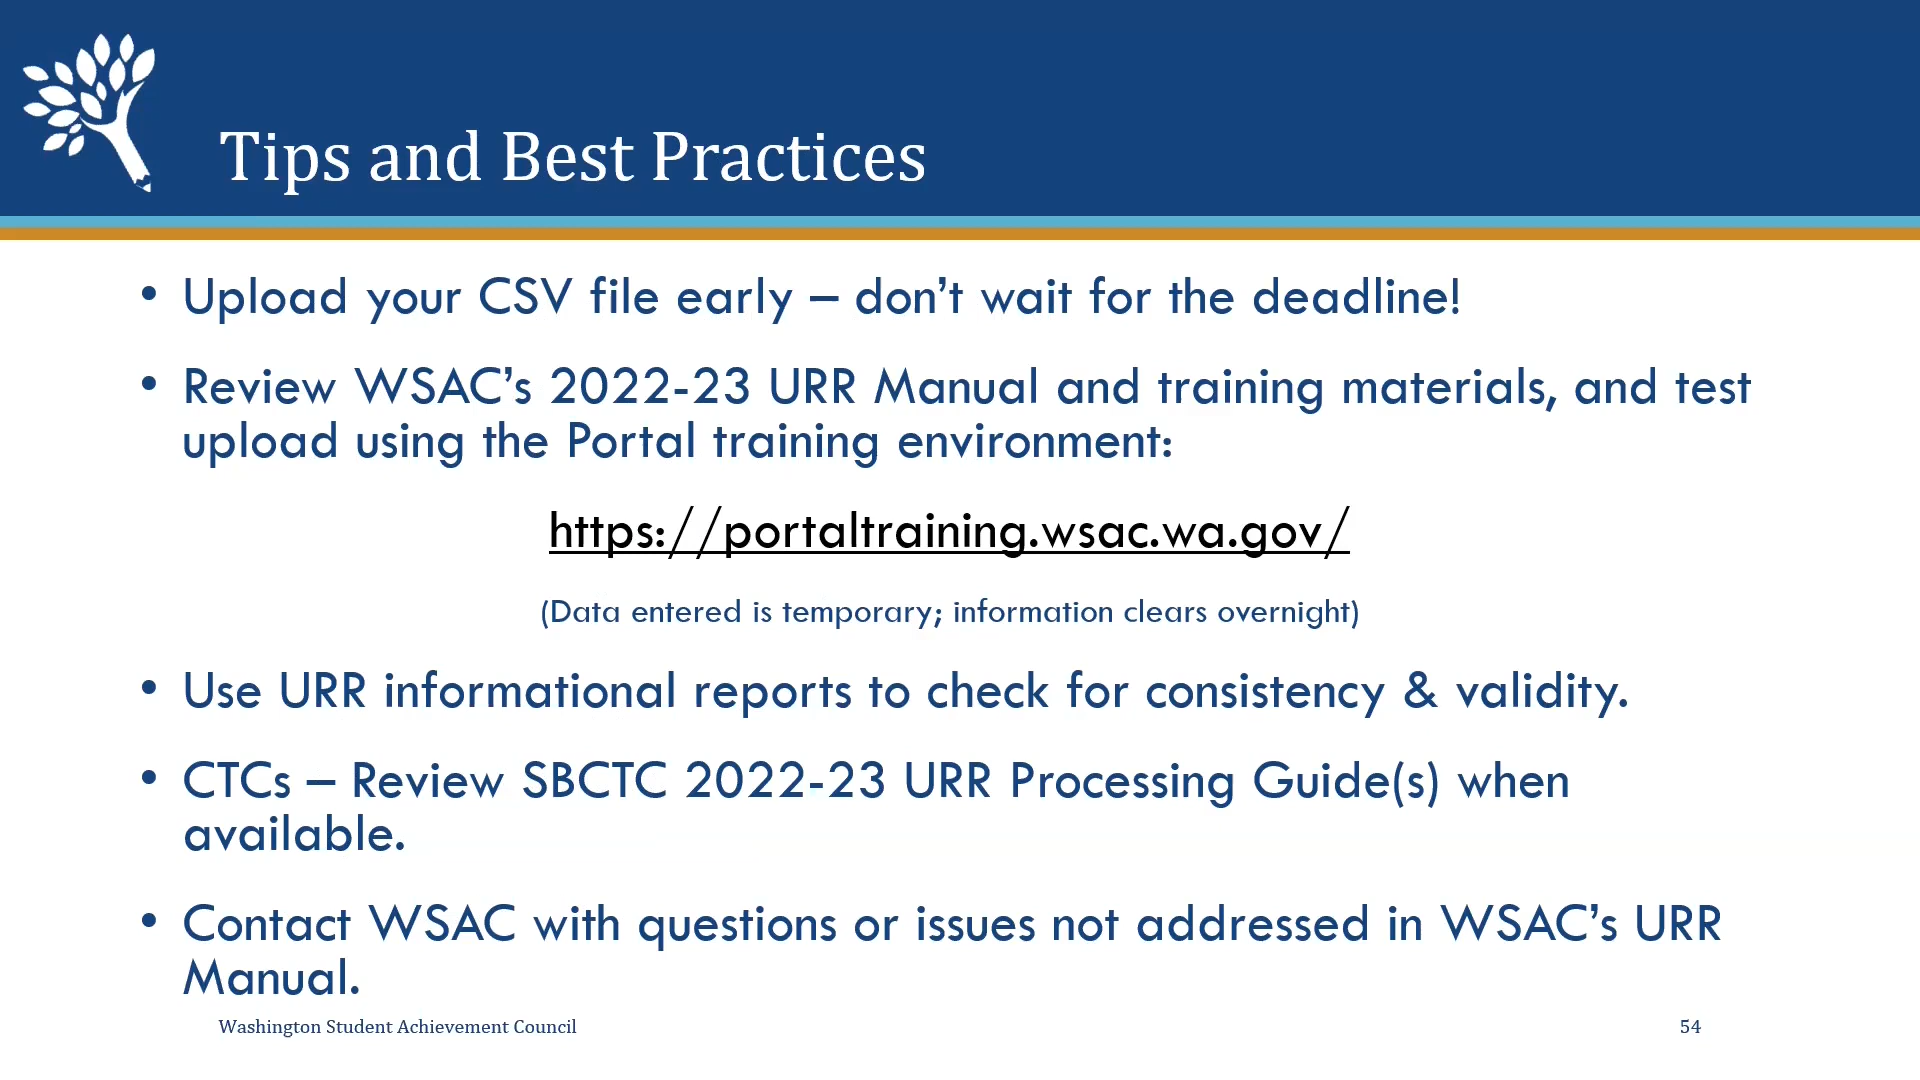 Tips and Best Practices
• Upload your CSV file early – don’t wait for the deadline!
• Review WSAC’s 2022-23 URR Manual and training materials, and test
upload using the Portal training environment:
https://portaltraining.wsac.wa.gov/
(Data entered is temporary; information clears overnight)
• Use URR informational reports to check for consistency & validity.
• CTCs – Review SBCTC 2022-23 URR Processing Guide(s) when
available.
• Contact WSAC with questions or issues not addressed in WSAC’s URR
Manual.
Washington Student Achievement Council
54